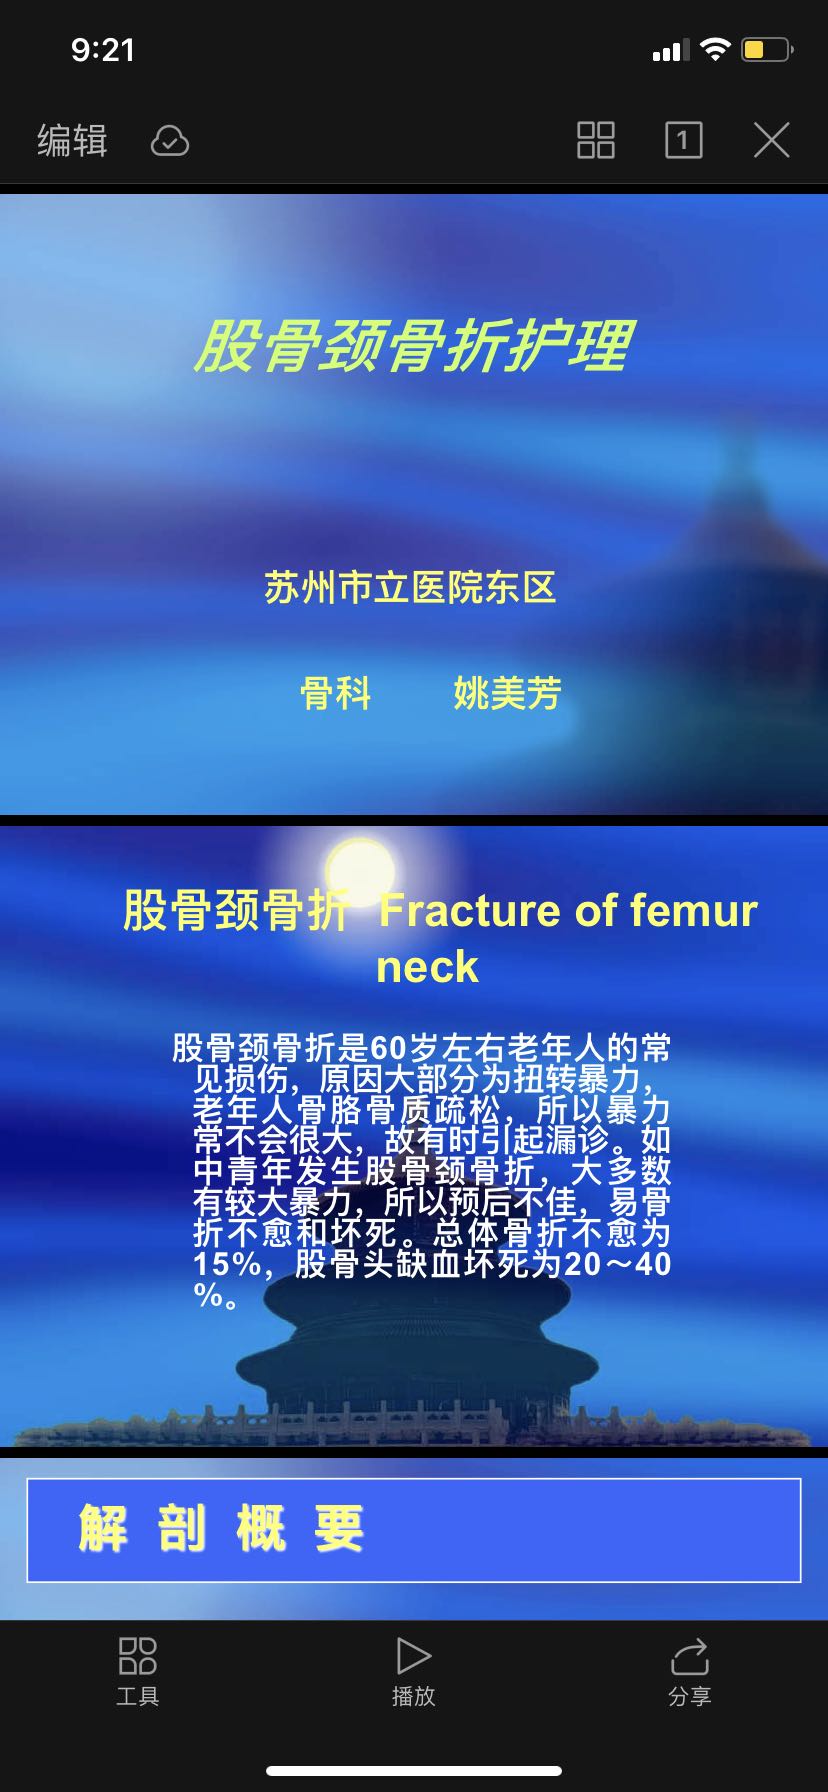 9:21
编辑
1
股骨颈骨折护理
苏州市立医院东区
骨科 姚美芳
股骨颈骨折 Fracture of femur
neck
股骨颈骨折是60岁左右老年人的常
见损伤，原因大部分为扭转暴力，
老年人骨胳骨质疏松，所以暴力
常不会很大，故有时引起漏诊。如
中青年发生股骨颈骨折，大多数
有较大暴力，所以预后不佳，易骨
折不愈和坏死。总体骨折不愈为
15%，股骨头缺血坏死为20～40
%。
解剖概要
工具
播放
分享